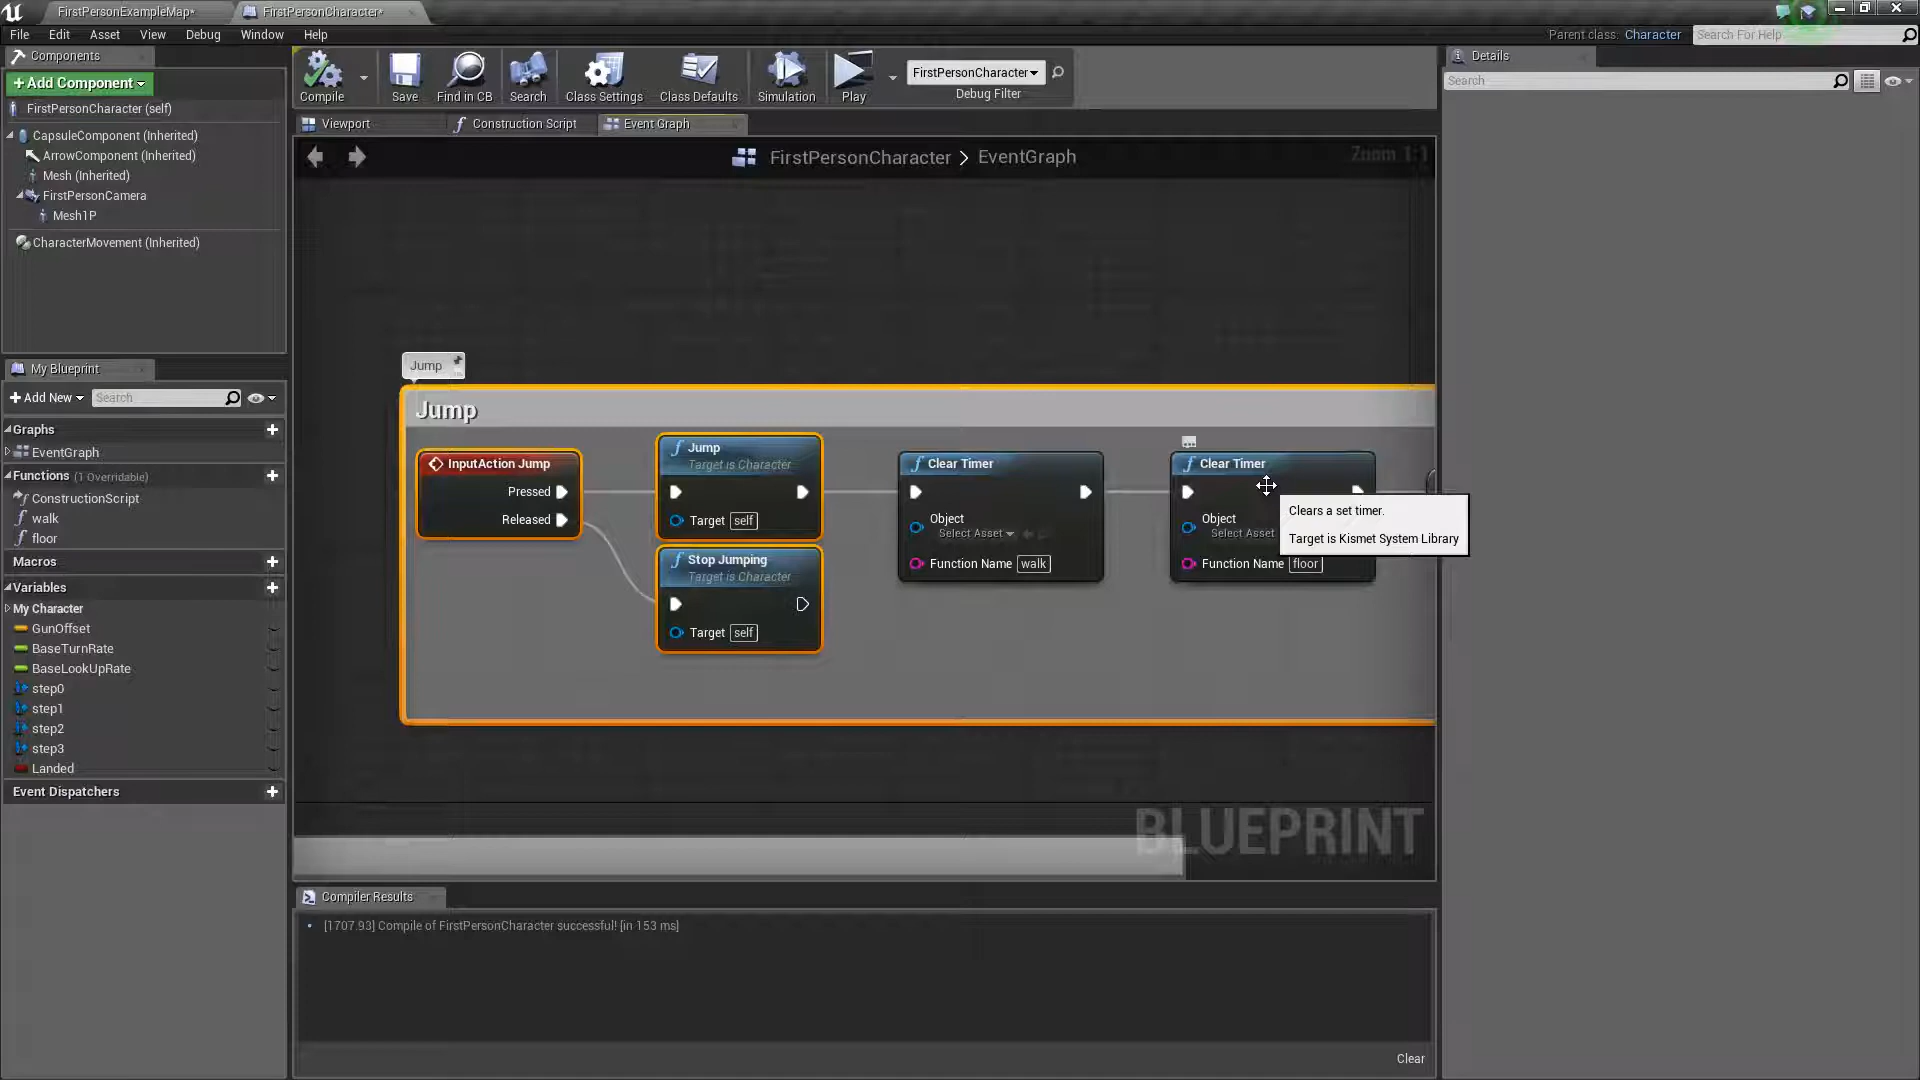 FirstPersonExampleMap*
FirstPersonCharacter*
File Edit Asset View Debug Window Help
Parent class: Character
Search For Help
Components
+Add Component
FirstPersonCharacter (self)
CapsuleComponent (Inherited)
ArrowComponent (Inherited)
Mesh (Inherited)
FirstPersonCamera
Mesh1P
CharacterMovement (Inherited)
Compile
Save
Find in CB
Search
Class Settings
Class Defaults
Simulation
Play
FirstPersonCharacter
Debug Filter
Details
Search
Viewport
Construction Script
Event Graph
FirstPersonCharacter > EventGraph
Zoom 1:1
My Blueprint
+Add New
Search
Graphs
EventGraph
Functions (1 Overridable)
ConstructionScript
walk
floor
Macros
Variables
My Character
GunOffset
BaseTurnRate
BaseLookUpRate
step0
step1
step2
step3
Landed
Event Dispatchers
Jump
Jump
InputAction Jump
Pressed
Released
Jump
Target is Character
Target self
Stop Jumping
Target is Character
Target self
Clear Timer
Object
Select Asset
Function Name walk
Clear Timer
Object
Select Asset
Function Name floor
Clears a set timer.
Target is Kismet System Library
BLUEPRINT
Compiler Results
[1707.93] Compile of FirstPersonCharacter successful! [in 153 ms]
Clear